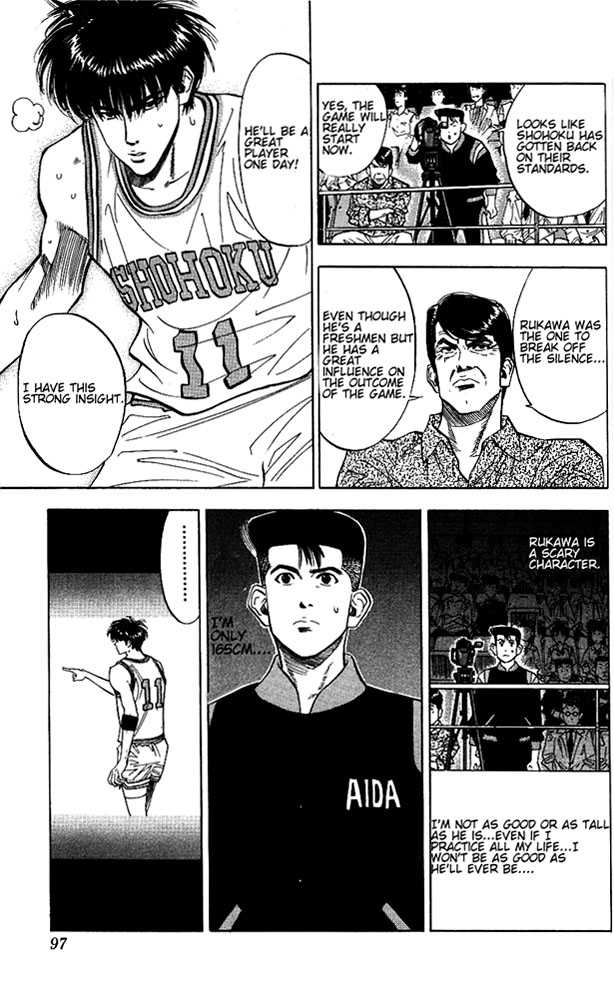 LOOKS LIKE
SHOHOKU HAS
GOTTEN BACK
ON THEIR
STANDARDS.
YES, THE
GAME WILL
REALLY
START
NOW.
RUKAWA WAS
THE ONE TO
BREAK OFF
THE SILENCE...
EVEN THOUGH
HE'S A
FRESHMEN BUT
HE HAS A
GREAT
INFLUENCE ON
THE OUTCOME
OF THE GAME.
HE'LL BE A
GREAT
PLAYER
ONE DAY!
SHOHOKU
11
I HAVE THIS
STRONG INSIGHT.
RUKAWA IS
A SCARY
CHARACTER.
I'M NOT AS GOOD OR AS TALL
AS HE IS...EVEN IF I
PRACTICE ALL MY LIFE...I
WON'T BE AS GOOD AS
HE'LL EVER BE....
I'M
ONLY
165CM....
AIDA
..........
11
97